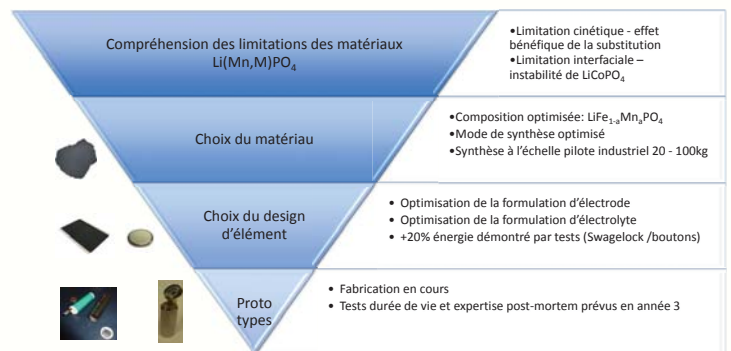 Compréhension des limitations des matériaux
Li(Mn,M)PO₄
•Limitation cinétique - effet
bénéfique de la substitution
•Limitation interfaciale –
instabilité de LiCoPO₄
Choix du matériau
•Composition optimisée: LiFe₁₋ₐMnₐPO₄
•Mode de synthèse optimisé
•Synthèse à l'échelle pilote industriel 20 - 100kg
Choix du design
d'élément
• Optimisation de la formulation d'électrode
• Optimisation de la formulation d'électrolyte
• +20% énergie démontré par tests (Swagelock /boutons)
Proto
types
• Fabrication en cours
• Tests durée de vie et expertise post-mortem prévus en année 3